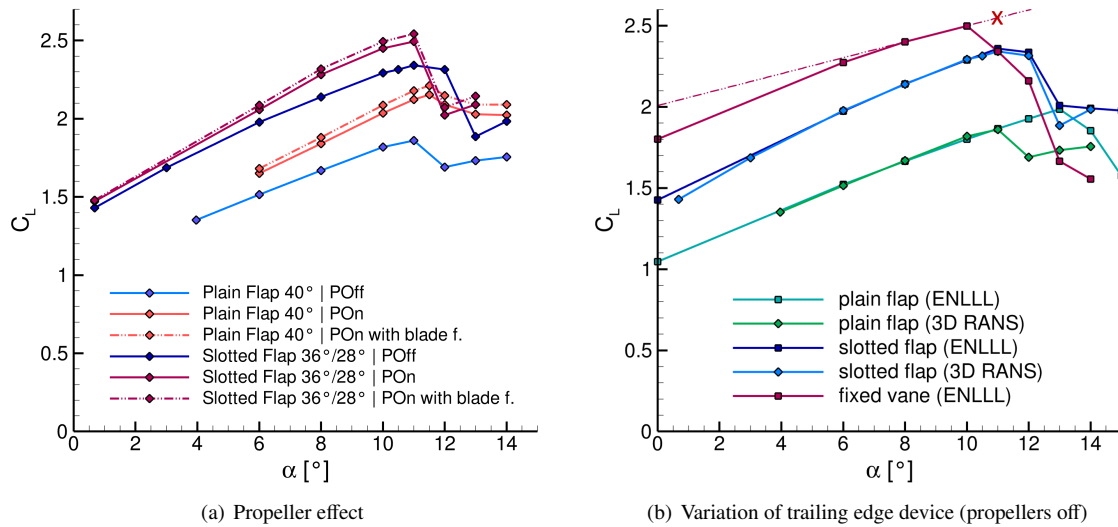 2.5
2
1.5
1
0.5
0
C_L
0 2 4 6 8 10 12 14
α [°]
Plain Flap 40° | POff
Plain Flap 40° | POn
Plain Flap 40° | POn with blade f.
Slotted Flap 36°/28° | POff
Slotted Flap 36°/28° | POn
Slotted Flap 36°/28° | POn with blade f.
(a) Propeller effect
2.5
2
1.5
1
0.5
0
C_L
0 2 4 6 8 10 12 14
α [°]
X
plain flap (ENLLL)
plain flap (3D RANS)
slotted flap (ENLLL)
slotted flap (3D RANS)
fixed vane (ENLLL)
(b) Variation of trailing edge device (propellers off)